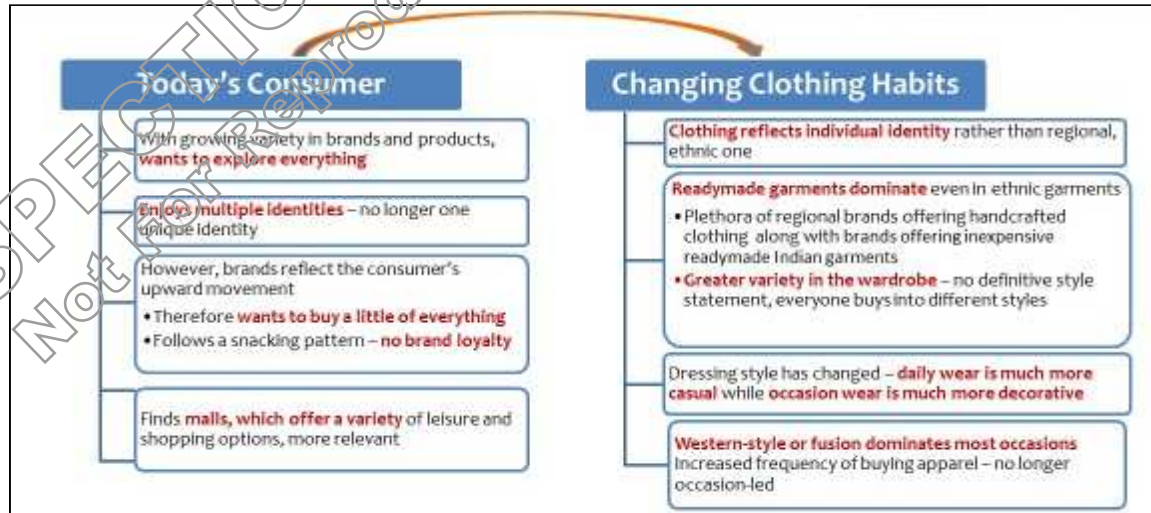 Today's Consumer
With growing variety in brands and products,
wants to explore everything
Enjoys multiple identities – no longer one
unique identity
However, brands reflect the consumer's
upward movement
•Therefore wants to buy a little of everything
•Follows a snacking pattern – no brand loyalty
Finds malls, which offer a variety of leisure and
shopping options, more relevant
Changing Clothing Habits
Clothing reflects individual identity rather than regional,
ethnic one
Readymade garments dominate even in ethnic garments
•Plethora of regional brands offering handcrafted
clothing along with brands offering inexpensive
readymade Indian garments
•Greater variety in the wardrobe – no definitive style
statement, everyone buys into different styles
Dressing style has changed – daily wear is much more
casual while occasion wear is much more decorative
Western-style or fusion dominates most occasions
Increased frequency of buying apparel – no longer
occasion-led
Not For